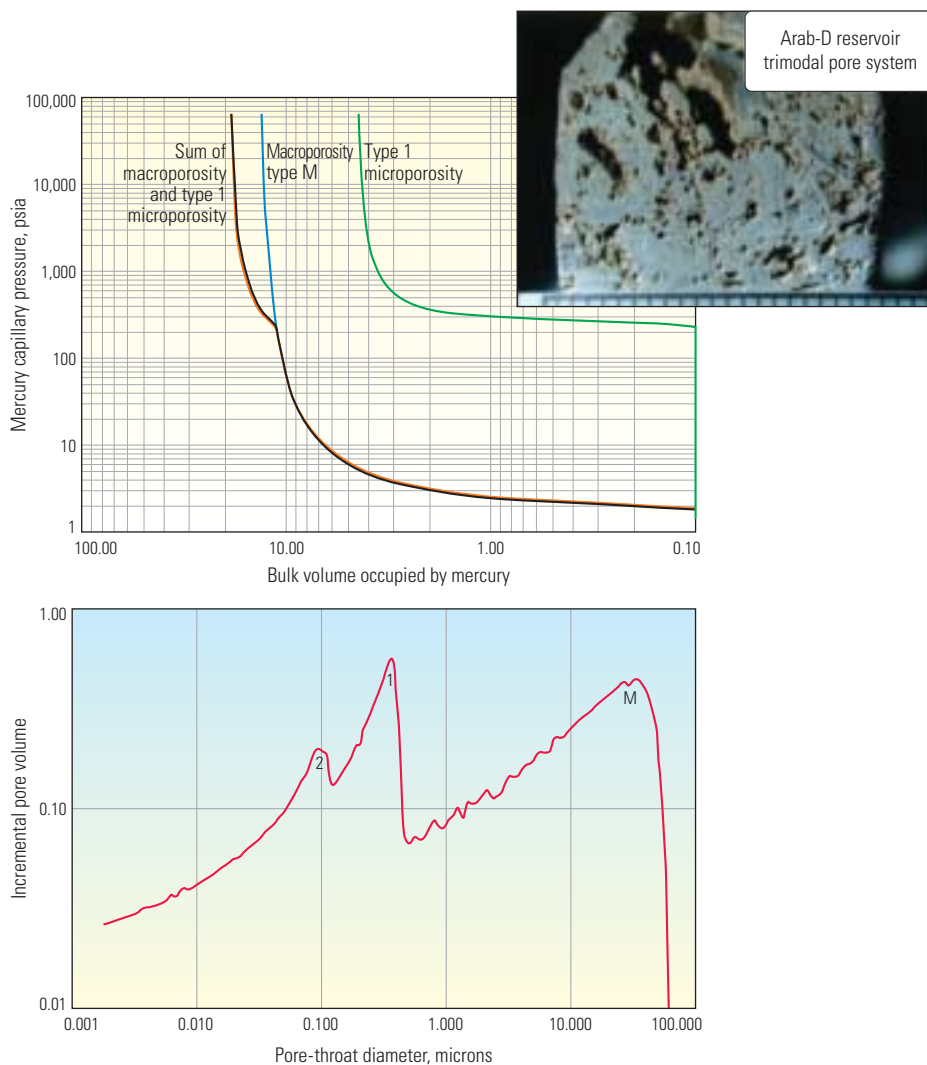 Arab-D reservoir
trimodal pore system
100,000
10,000
1,000
100
10
1
Mercury capillary pressure, psia
Sum of
macroporosity
and type 1
microporosity
Macroporosity
type M
Type 1
microporosity
100.00
10.00
1.00
0.10
Bulk volume occupied by mercury
1.00
0.10
0.01
Incremental pore volume
2
1
M
0.001
0.010
0.100
1.000
10.000
100.000
Pore-throat diameter, microns